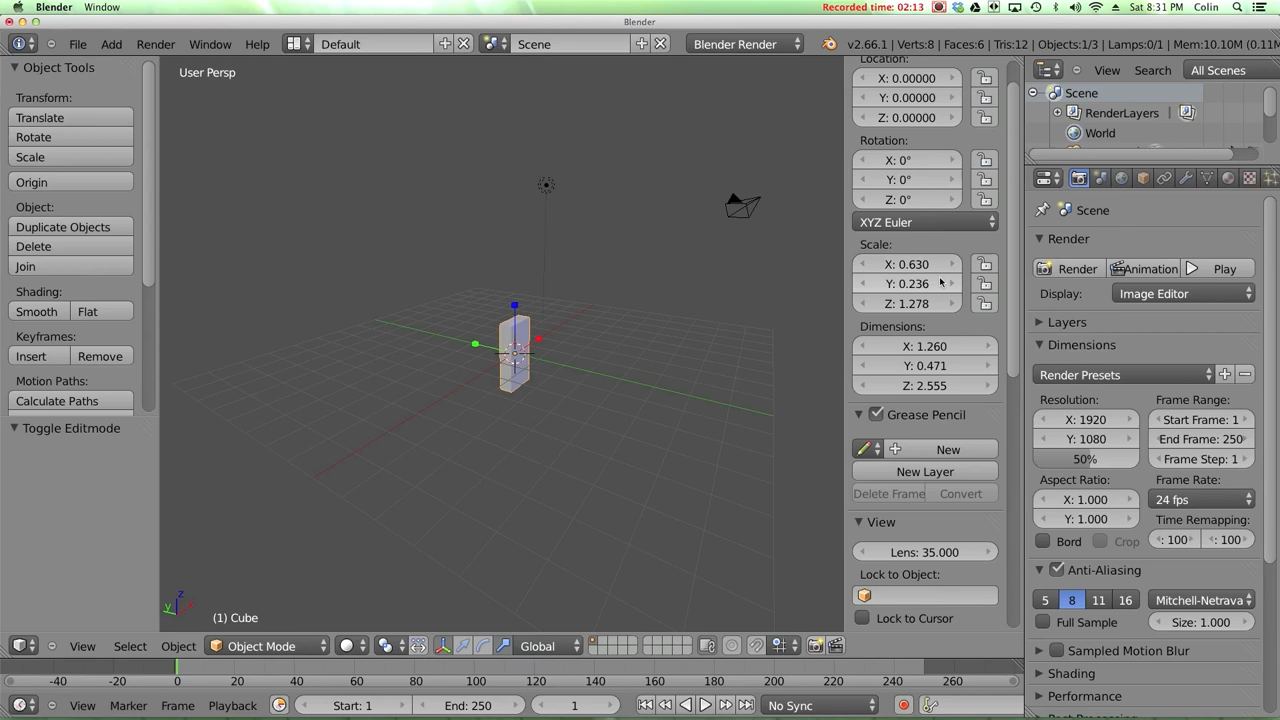 Blender Window Recorded time: 02:13 Sat 8:31 PM Colin
Blender
File Add Render Window Help Default Scene Blender Render v2.66.1 | Verts:8 | Faces:6 | Tris:12 | Objects:1/3 | Lamps:0/1 | Mem:10.10M (0.11M
Object Tools
Transform:
Translate
Rotate
Scale
Origin
Object:
Duplicate Objects
Delete
Join
Shading:
Smooth Flat
Keyframes:
Insert Remove
Motion Paths:
Calculate Paths
Toggle Editmode
User Persp
z
y x
(1) Cube
Location:
X: 0.00000
Y: 0.00000
Z: 0.00000
Rotation:
X: 0°
Y: 0°
Z: 0°
XYZ Euler
Scale:
X: 0.630
Y: 0.236
Z: 1.278
Dimensions:
X: 1.260
Y: 0.471
Z: 2.555
Grease Pencil
New
New Layer
Delete Frame Convert
View
Lens: 35.000
Lock to Object:
Lock to Cursor
View Search All Scenes
Scene
RenderLayers |
World
Scene
Render
Render Animation Play
Display: Image Editor
Layers
Dimensions
Render Presets
Resolution: Frame Range:
X: 1920 Start Frame: 1
Y: 1080 End Frame: 250
50% Frame Step: 1
Aspect Ratio: Frame Rate:
X: 1.000 24 fps
Y: 1.000 Time Remapping:
Bord Crop : 100 : 100
Anti-Aliasing
5 8 11 16 Mitchell-Netrava
Full Sample Size: 1.000
Sampled Motion Blur
Shading
Performance
View Select Object Object Mode Global
-40 -20 0 20 40 60 80 100 120 140 160 180 200 220 240 260
View Marker Frame Playback Start: 1 End: 250 1 No Sync